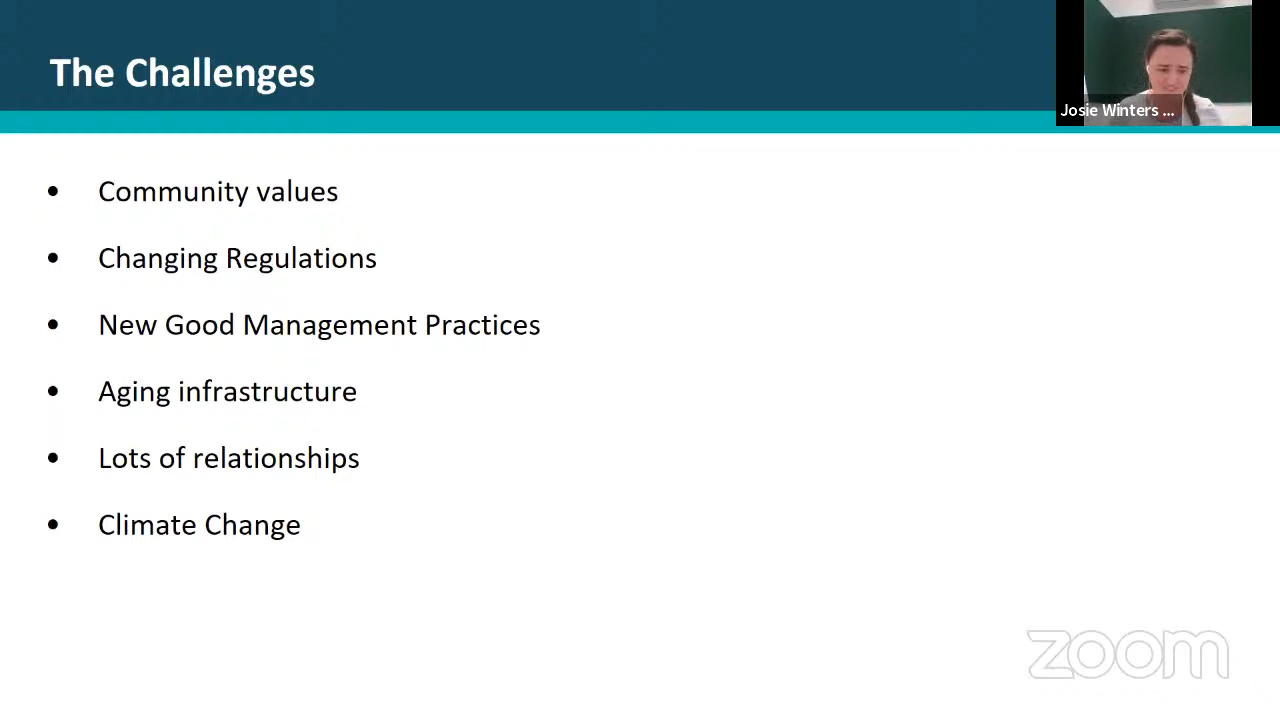 The Challenges
Josie Winters ...
• Community values
• Changing Regulations
• New Good Management Practices
• Aging infrastructure
• Lots of relationships
• Climate Change
zoom